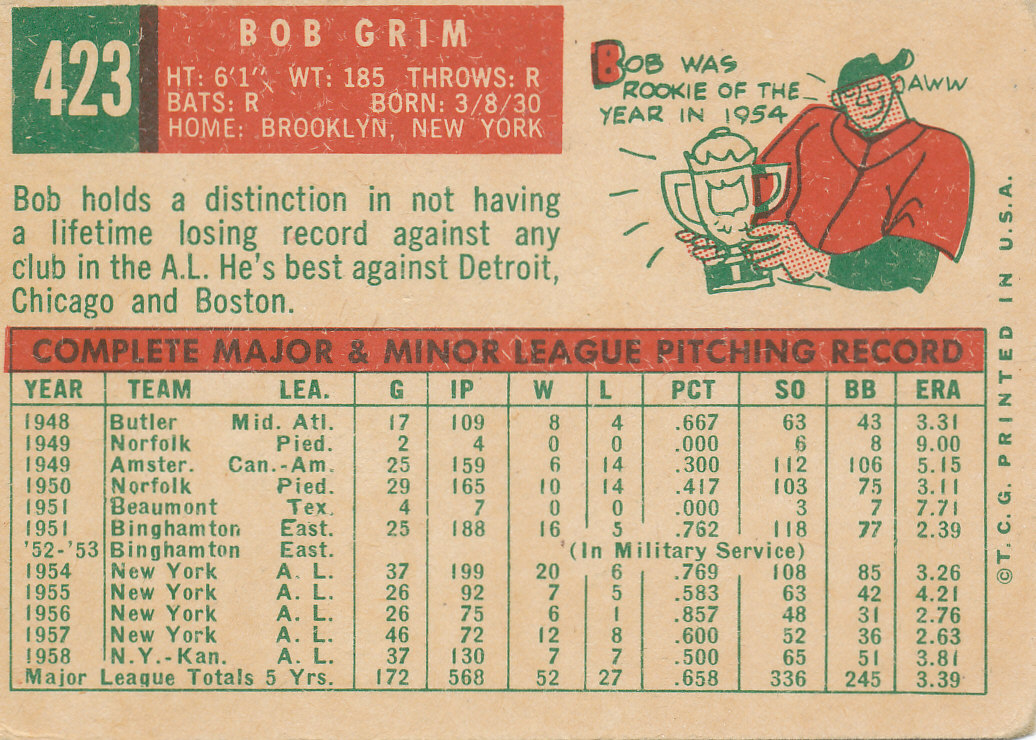 423
BOB GRIM
HT: 6'1" WT: 185 THROWS: R
BATS: R BORN: 3/8/30
HOME: BROOKLYN, NEW YORK
BOB WAS
ROOKIE OF THE
YEAR IN 1954
AWW
Bob holds a distinction in not having
a lifetime losing record against any
club in the A.L. He's best against Detroit,
Chicago and Boston.
COMPLETE MAJOR & MINOR LEAGUE PITCHING RECORD
YEAR TEAM LEA. G IP W L PCT SO BB ERA
1948 Butler Mid. Atl. 17 109 8 4 .667 63 43 3.31
1949 Norfolk Pied. 2 4 0 0 .000 6 8 9.00
1949 Amster. Can.-Am. 25 159 6 14 .300 112 106 5.15
1950 Norfolk Pied. 29 165 10 14 .417 103 75 3.11
1951 Beaumont Tex. 4 7 0 0 .000 3 7 7.71
1951 Binghamton East. 25 188 16 5 .762 118 77 2.39
'52-'53 Binghamton East. (In Military Service)
1954 New York A. L. 37 199 20 6 .769 108 85 3.26
1955 New York A. L. 26 92 7 5 .583 63 42 4.21
1956 New York A. L. 26 75 6 1 .857 48 31 2.76
1957 New York A. L. 46 72 12 8 .600 52 36 2.63
1958 N.Y.-Kan. A. L. 37 130 7 7 .500 65 51 3.81
Major League Totals 5 Yrs. 172 568 52 27 .658 336 245 3.39
©T. C. G. PRINTED IN U.S.A.